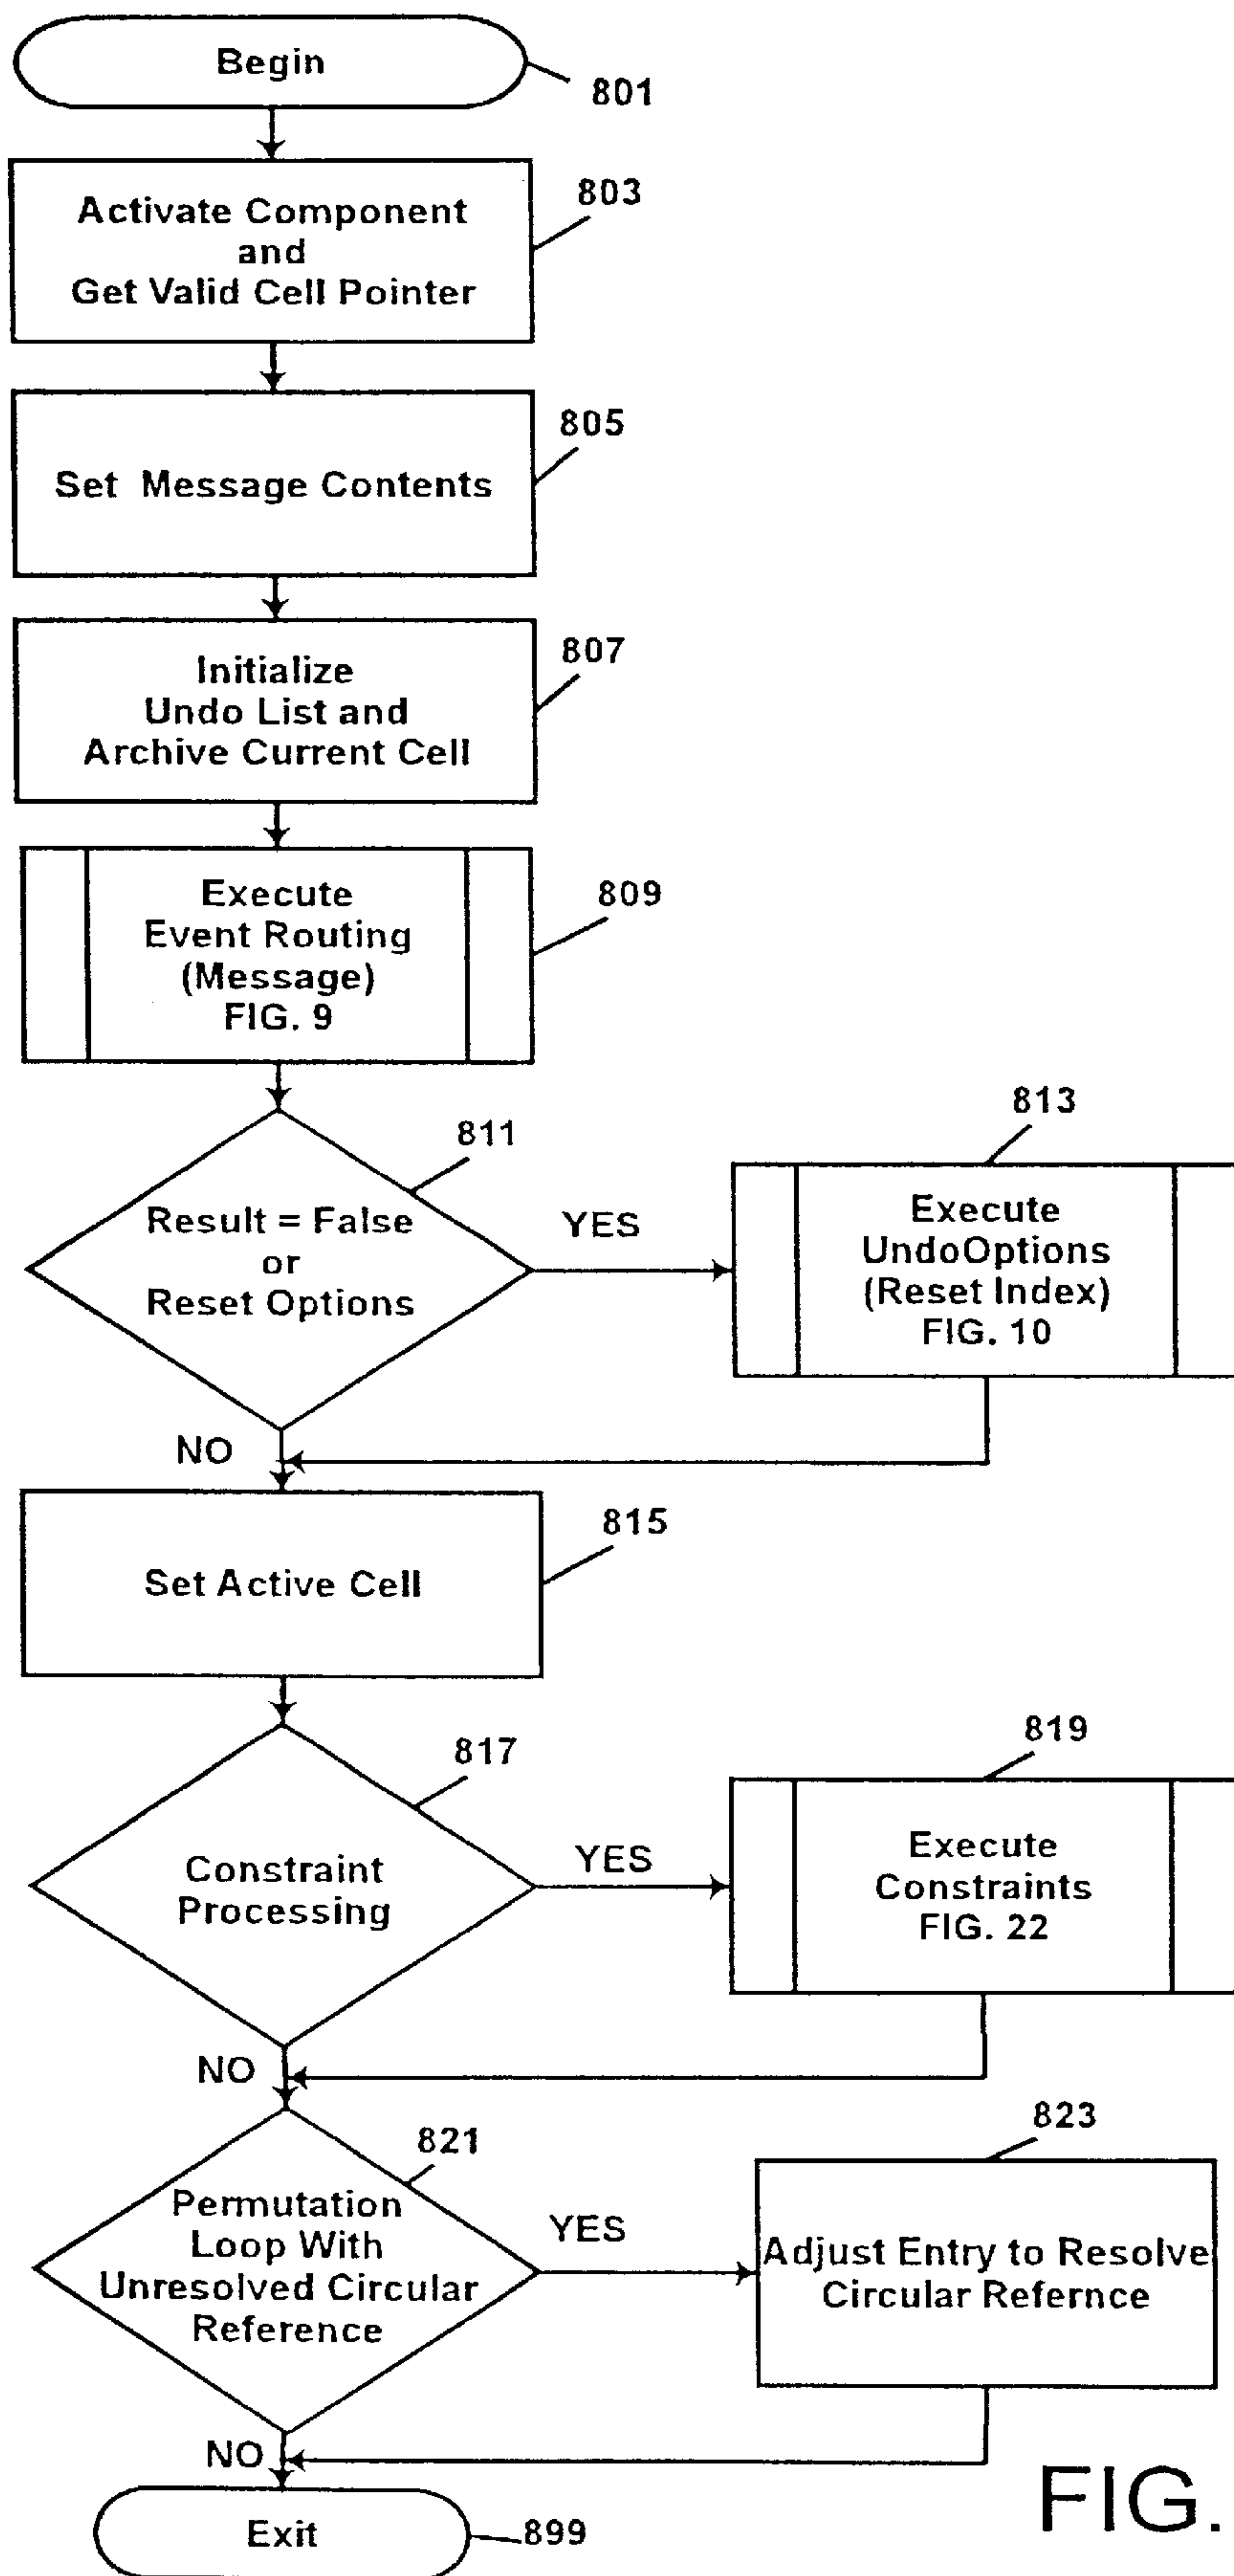 Begin
801
Activate Component
and
Get Valid Cell Pointer
803
Set Message Contents
805
Initialize
Undo List and
Archive Current Cell
807
Execute
Event Routing
(Message)
FIG. 9
809
Result = False
or
Reset Options
811
YES
Execute
UndoOptions
(Reset Index)
FIG. 10
813
NO
Set Active Cell
815
Constraint
Processing
817
YES
Execute
Constraints
FIG. 22
819
NO
Permutation
Loop With
Unresolved Circular
Reference
821
YES
Adjust Entry to Resolve
Circular Refernce
823
NO
Exit
899
FIG.